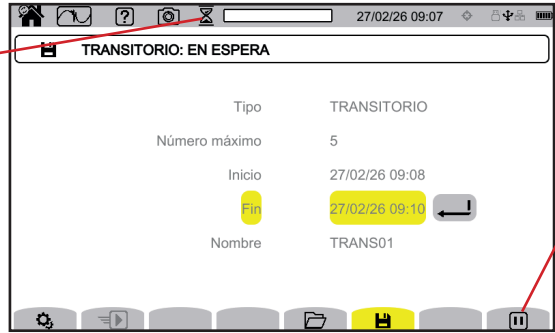 27/02/26 09:07
TRANSITORIO: EN ESPERA
Tipo TRANSITORIO
Número máximo 5
Inicio 27/02/26 09:08
Fin 27/02/26 09:10
Nombre TRANS01